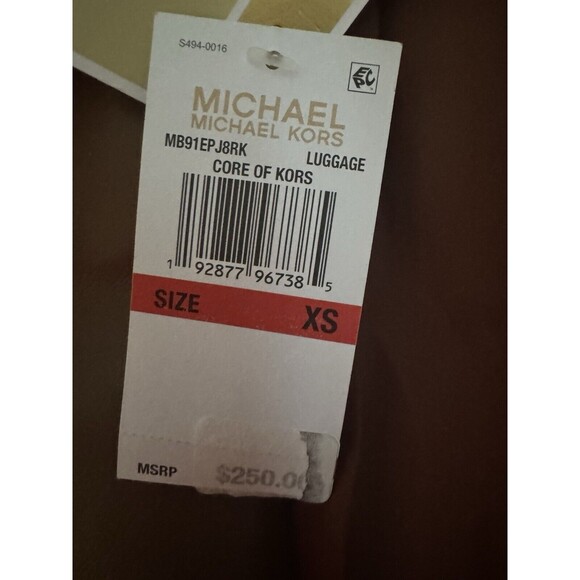 S494-0016
EPC
MICHAEL
MICHAEL KORS
MB91EPJ8RK LUGGAGE
CORE OF KORS
1 92877 96738 5
SIZE XS
MSRP $250.00